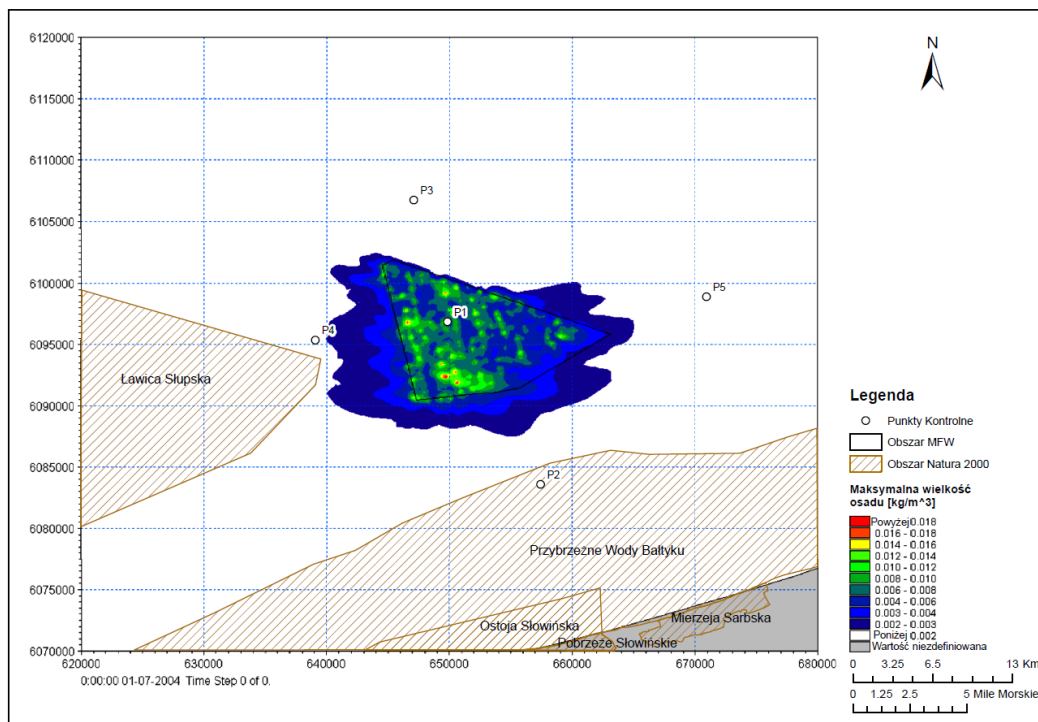 N
6120000
6115000
6110000
6105000
6100000
6095000
6090000
6085000
6080000
6075000
6070000
620000 630000 640000 650000 660000 670000 680000
P3
P5
P1
P4
Ławica Słupska
P2
Przybrzeżne Wody Bałtyku
Mierzeja Sarbska
Ostoja Słowińska
Pobrzeże Słowińskie
0:00:00 01-07-2004 Time Step 0 of 0.
Legenda
Punkty Kontrolne
Obszar MFW
Obszar Natura 2000
Maksymalna wielkość
osadu [kg/m^3]
Powyżej 0.018
0.016 - 0.018
0.014 - 0.016
0.012 - 0.014
0.010 - 0.012
0.008 - 0.010
0.006 - 0.008
0.004 - 0.006
0.003 - 0.004
0.002 - 0.003
Poniżej 0.002
Wartość niezdefiniowana
0 3.25 6.5 13 Km
0 1.25 2.5 5 Mile Morskie